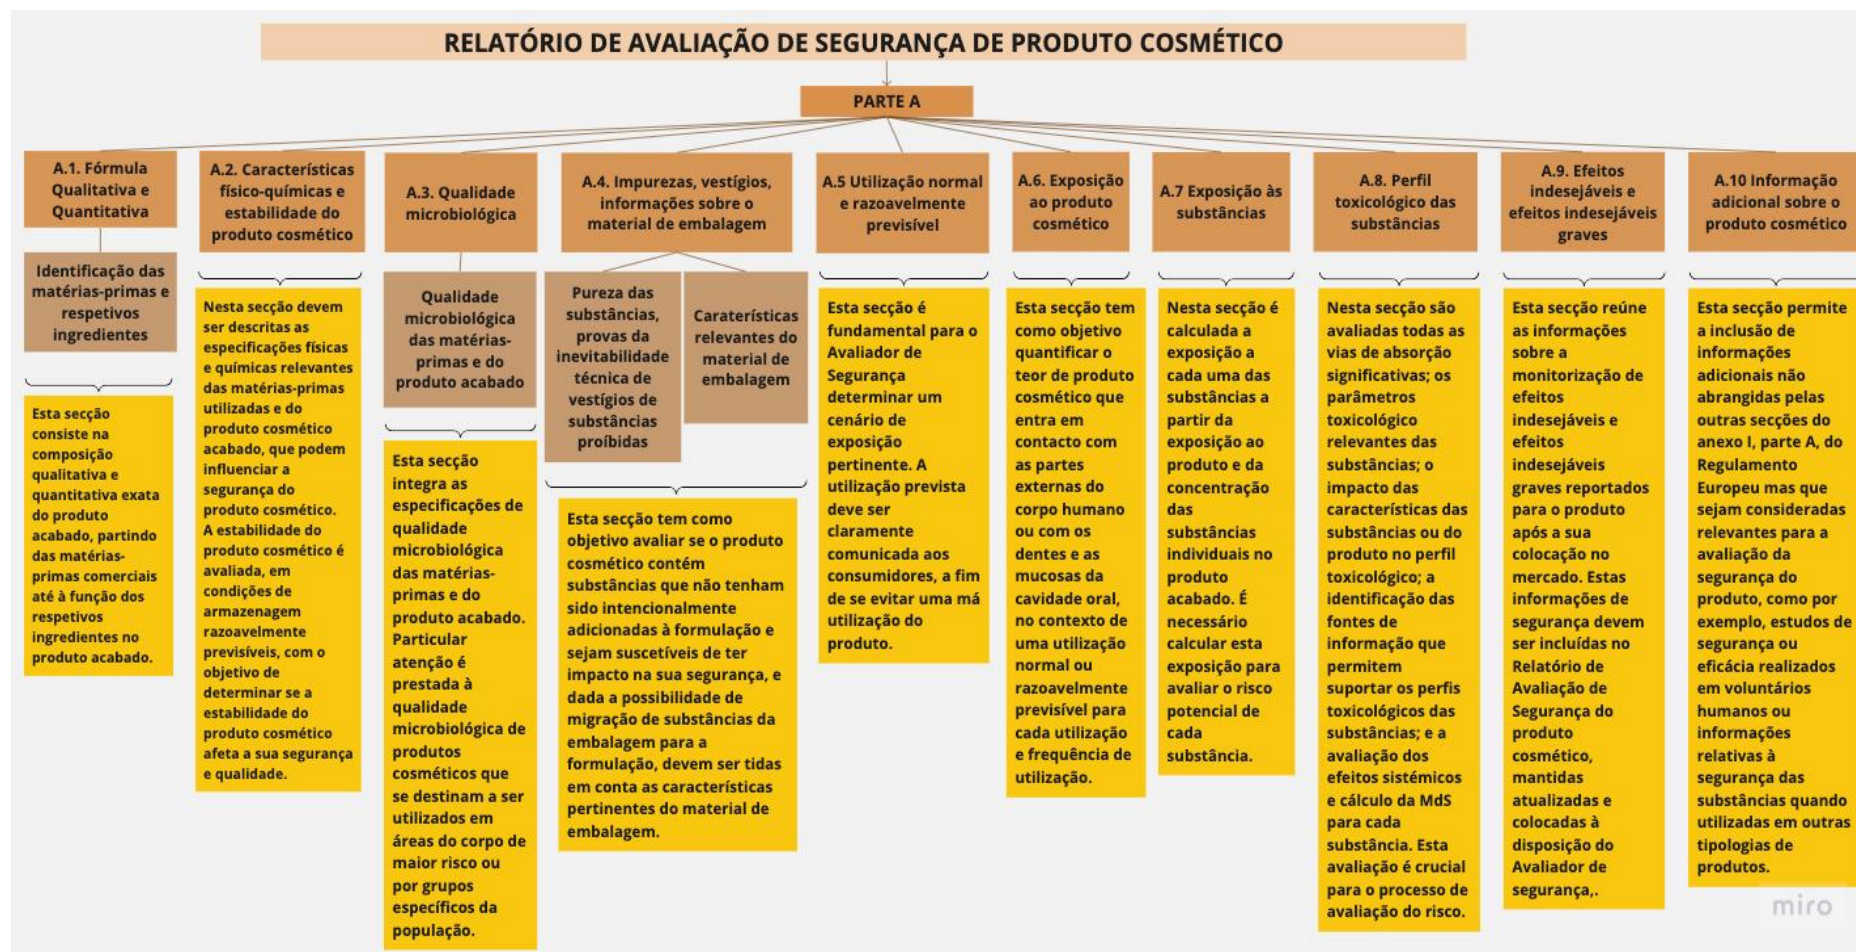 RELATÓRIO DE AVALIAÇÃO DE SEGURANÇA DE PRODUTO COSMÉTICO
PARTE A
A.1. Fórmula
Qualitativa e
Quantitativa
Identificação das
matérias-primas e
respetivos
ingredientes
Esta secção
consiste na
composição
qualitativa e
quantitativa exata
do produto
acabado, partindo
das matérias-
primas comerciais
até à função dos
respetivos
ingredientes no
produto acabado.
A.2. Características
físico-químicas e
estabilidade do
produto cosmético
Nesta secção devem
ser descritas as
especificações físicas
e químicas relevantes
das matérias-primas
utilizadas e do
produto cosmético
acabado, que podem
influenciar a
segurança do
produto cosmético.
A estabilidade do
produto cosmético é
avaliada, em
condições de
armazenagem
razoavelmente
previsíveis, com o
objetivo de
determinar se a
estabilidade do
produto cosmético
afeta a sua segurança
e qualidade.
A.3. Qualidade
microbiológica
Qualidade
microbiológica
das matérias-
primas e do
produto acabado
Esta secção
integra as
especificações de
qualidade
microbiológica
das matérias-
primas e do
produto acabado.
Particular
atenção é
prestada à
qualidade
microbiológica de
produtos
cosméticos que
se destinam a ser
utilizados em
áreas do corpo de
maior risco ou
por grupos
específicos da
população.
A.4. Impurezas, vestígios,
informações sobre o
material de embalagem
Pureza das
substâncias,
provas da
inevitabilidade
técnica de
vestígios de
substâncias
proíbidas
Caraterísticas
relevantes do
material de
embalagem
Esta secção tem como
objetivo avaliar se o produto
cosmético contém
substâncias que não tenham
sido intencionalmente
adicionadas à formulação e
sejam suscetíveis de ter
impacto na sua segurança, e
dada a possibilidade de
migração de substâncias da
embalagem para a
formulação, devem ser tidas
em conta as características
pertinentes do material de
embalagem.
A.5 Utilização normal
e razoavelmente
previsível
Esta secção é
fundamental para o
Avaliador de
Segurança
determinar um
cenário de
exposição
pertinente. A
utilização prevista
deve ser
claramente
comunicada aos
consumidores, a fim
de se evitar uma má
utilização do
produto.
A.6. Exposição
ao produto
cosmético
Esta secção tem
como objetivo
quantificar o
teor de produto
cosmético que
entra em
contacto com
as partes
externas do
corpo humano
ou com os
dentes e as
mucosas da
cavidade oral,
no contexto de
uma utilização
normal ou
razoavelmente
previsível para
cada utilização
e frequência de
utilização.
A.7 Exposição às
substâncias
Nesta secção é
calculada a
exposição a
cada uma das
substâncias a
partir da
exposição ao
produto e da
concentração
das
substâncias
individuais no
produto
acabado. É
necessário
calcular esta
exposição para
avaliar o risco
potencial de
cada
substância.
A.8. Perfil
toxicológico das
substâncias
Nesta secção são
avaliadas todas as
vias de absorção
significativas; os
parâmetros
toxicológico
relevantes das
substâncias; o
impacto das
características das
substâncias ou do
produto no perfil
toxicológico; a
identificação das
fontes de
informação que
permitem
suportar os perfis
toxicológicos das
substâncias; e a
avaliação dos
efeitos sistémicos
e cálculo da MdS
para cada
substância. Esta
avaliação é crucial
para o processo de
avaliação do risco.
A.9. Efeitos
indesejáveis e
efeitos indesejáveis
graves
Esta secção reúne
as informações
sobre a
monitorização de
efeitos
indesejáveis e
efeitos
indesejáveis
graves reportados
para o produto
após a sua
colocação no
mercado. Estas
informações de
segurança devem
ser incluídas no
Relatório de
Avaliação de
Segurança do
produto
cosmético,
mantidas
atualizadas e
colocadas à
disposição do
Avaliador de
segurança,.
A.10 Informação
adicional sobre o
produto cosmético
Esta secção permite
a inclusão de
informações
adicionais não
abrangidas pelas
outras secções do
anexo I, parte A, do
Regulamento
Europeu mas que
sejam consideradas
relevantes para a
avaliação da
segurança do
produto, como por
exemplo, estudos de
segurança ou
eficácia realizados
em voluntários
humanos ou
informações
relativas à
segurança das
substâncias quando
utilizadas em outras
tipologias de
produtos.
miro